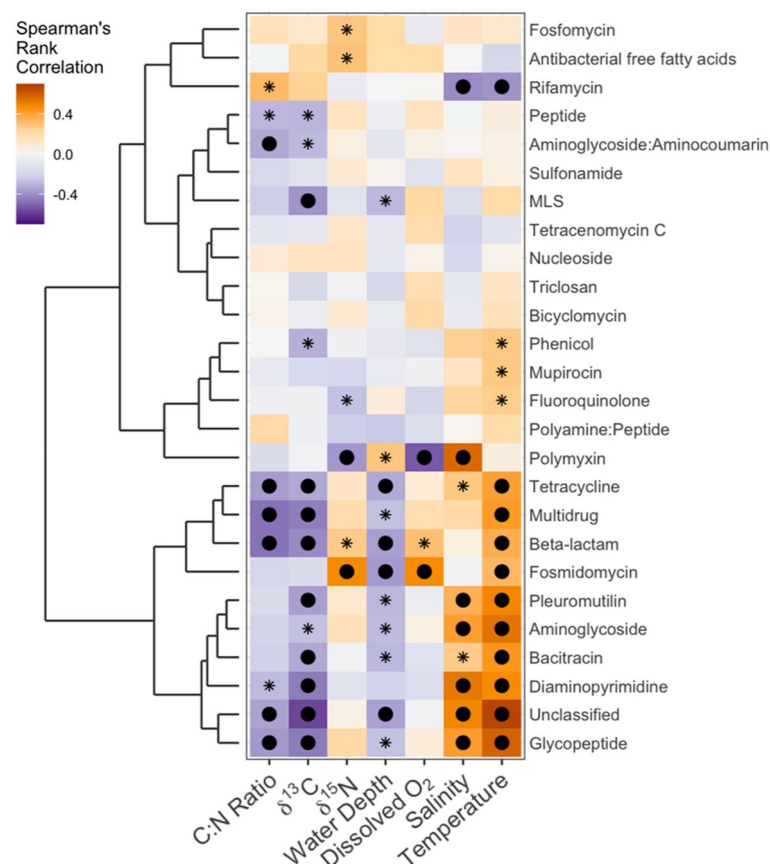 Spearman's
Rank
Correlation
0.4
0.0
-0.4
Fosfomycin
Antibacterial free fatty acids
Rifamycin
Peptide
Aminoglycoside:Aminocoumarin
Sulfonamide
MLS
Tetracenomycin C
Nucleoside
Triclosan
Bicyclomycin
Phenicol
Mupirocin
Fluoroquinolone
Polyamine:Peptide
Polymyxin
Tetracycline
Multidrug
Beta-lactam
Fosmidomycin
Pleuromutilin
Aminoglycoside
Bacitracin
Diaminopyrimidine
Unclassified
Glycopeptide
C:N Ratio
δ¹³C
δ¹⁵N
Water Depth
Dissolved O₂
Salinity
Temperature